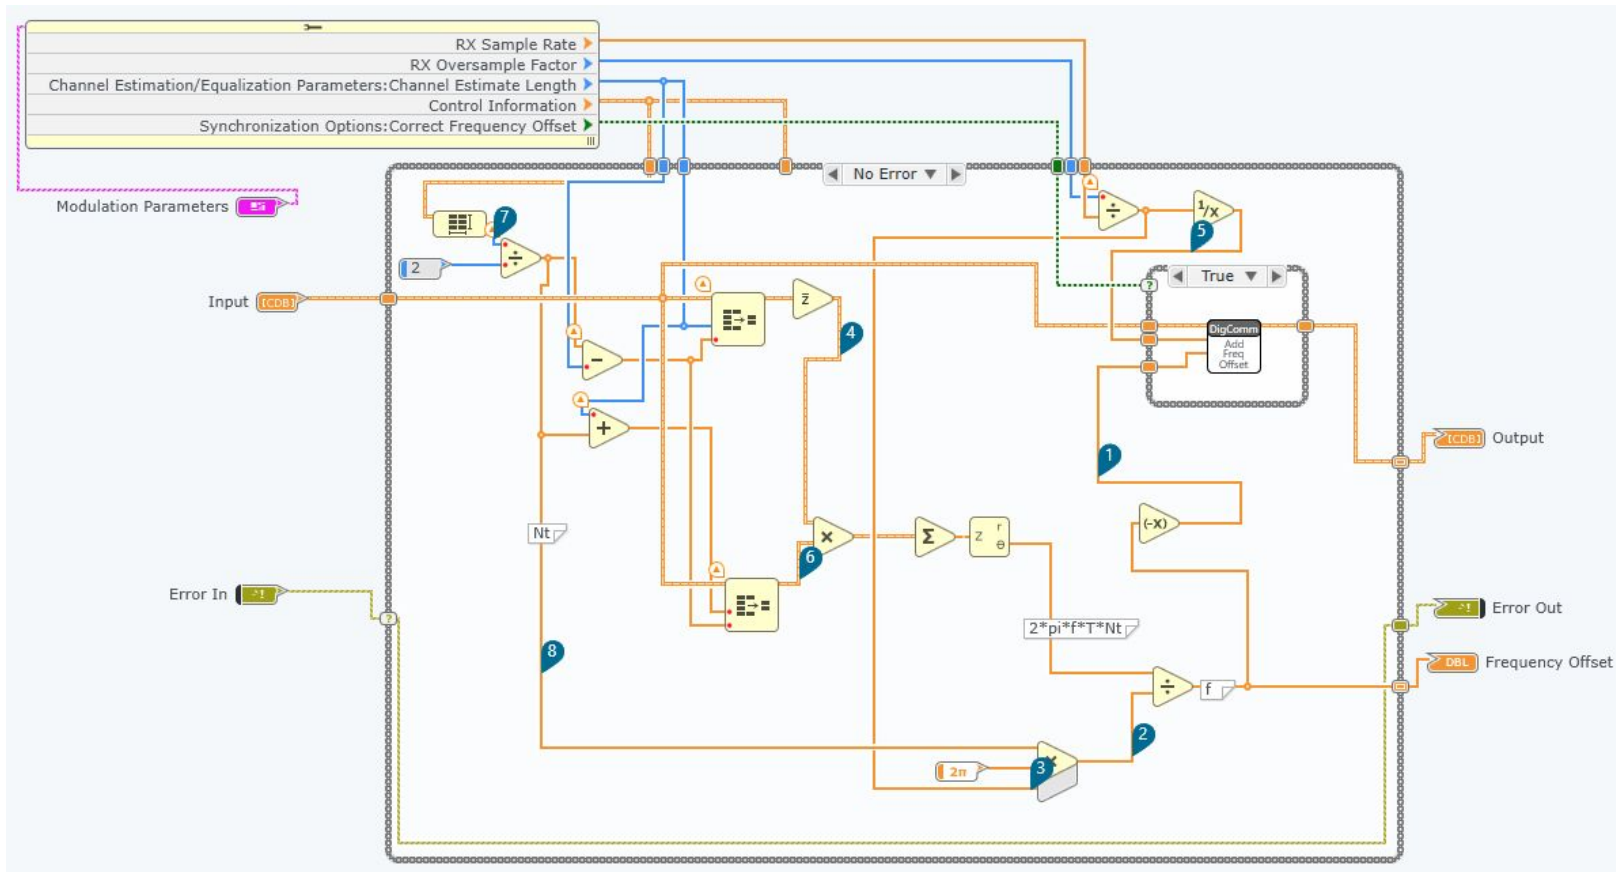 RX Sample Rate
RX Oversample Factor
Channel Estimation/Equalization Parameters:Channel Estimate Length
Control Information
Synchronization Options:Correct Frequency Offset
No Error
Modulation Parameters
7
1/x
5
÷
÷
2
True
?
Input
[CDB]
z̄
4
DigComm
Add
Freq
Offset
−
+
1
Output
[CDB]
Nt
(-X)
×
Σ
z
r
θ
6
Error In
?
Error Out
2*pi*f*T*Nt
8
÷
f
DBL
Frequency Offset
2
2π
3
×